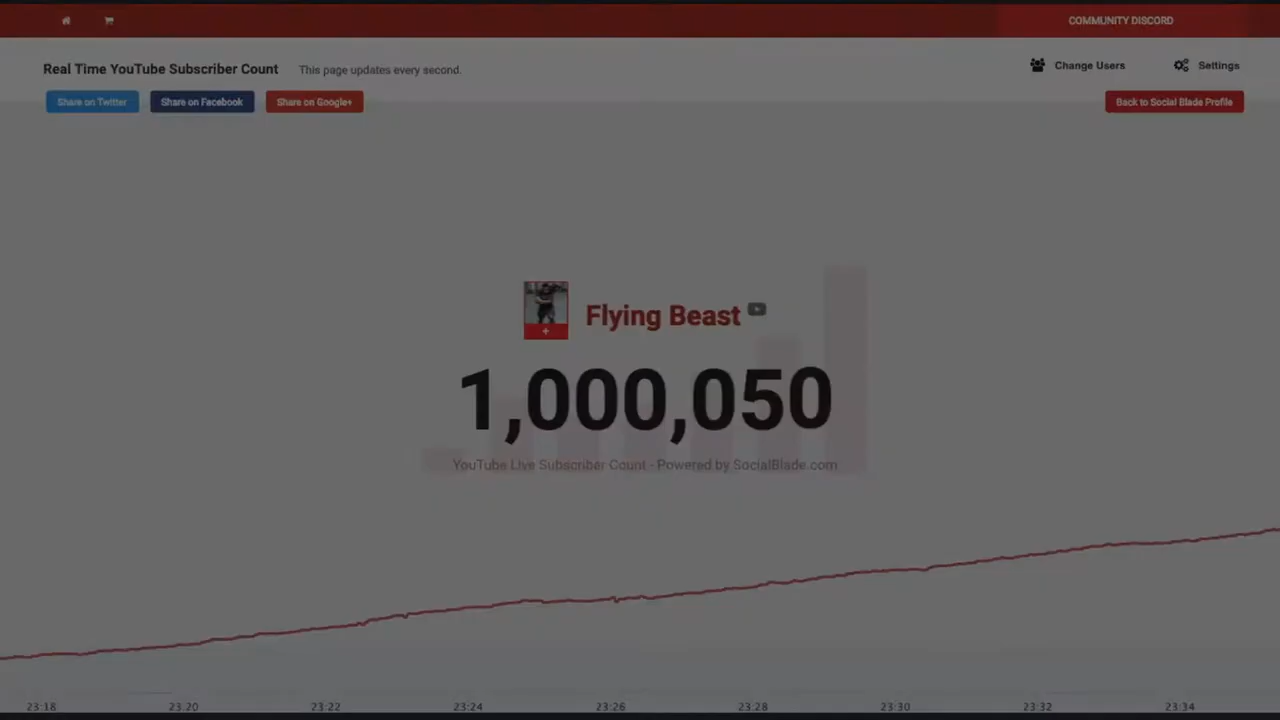 COMMUNITY DISCORD
Real Time YouTube Subscriber Count This page updates every second.
Change Users Settings
Share on Twitter Share on Facebook Share on Google+
Back to Social Blade Profile
Flying Beast
1,000,050
YouTube Live Subscriber Count - Powered by SocialBlade.com
23:18 23:20 23:22 23:24 23:26 23:28 23:30 23:32 23:34